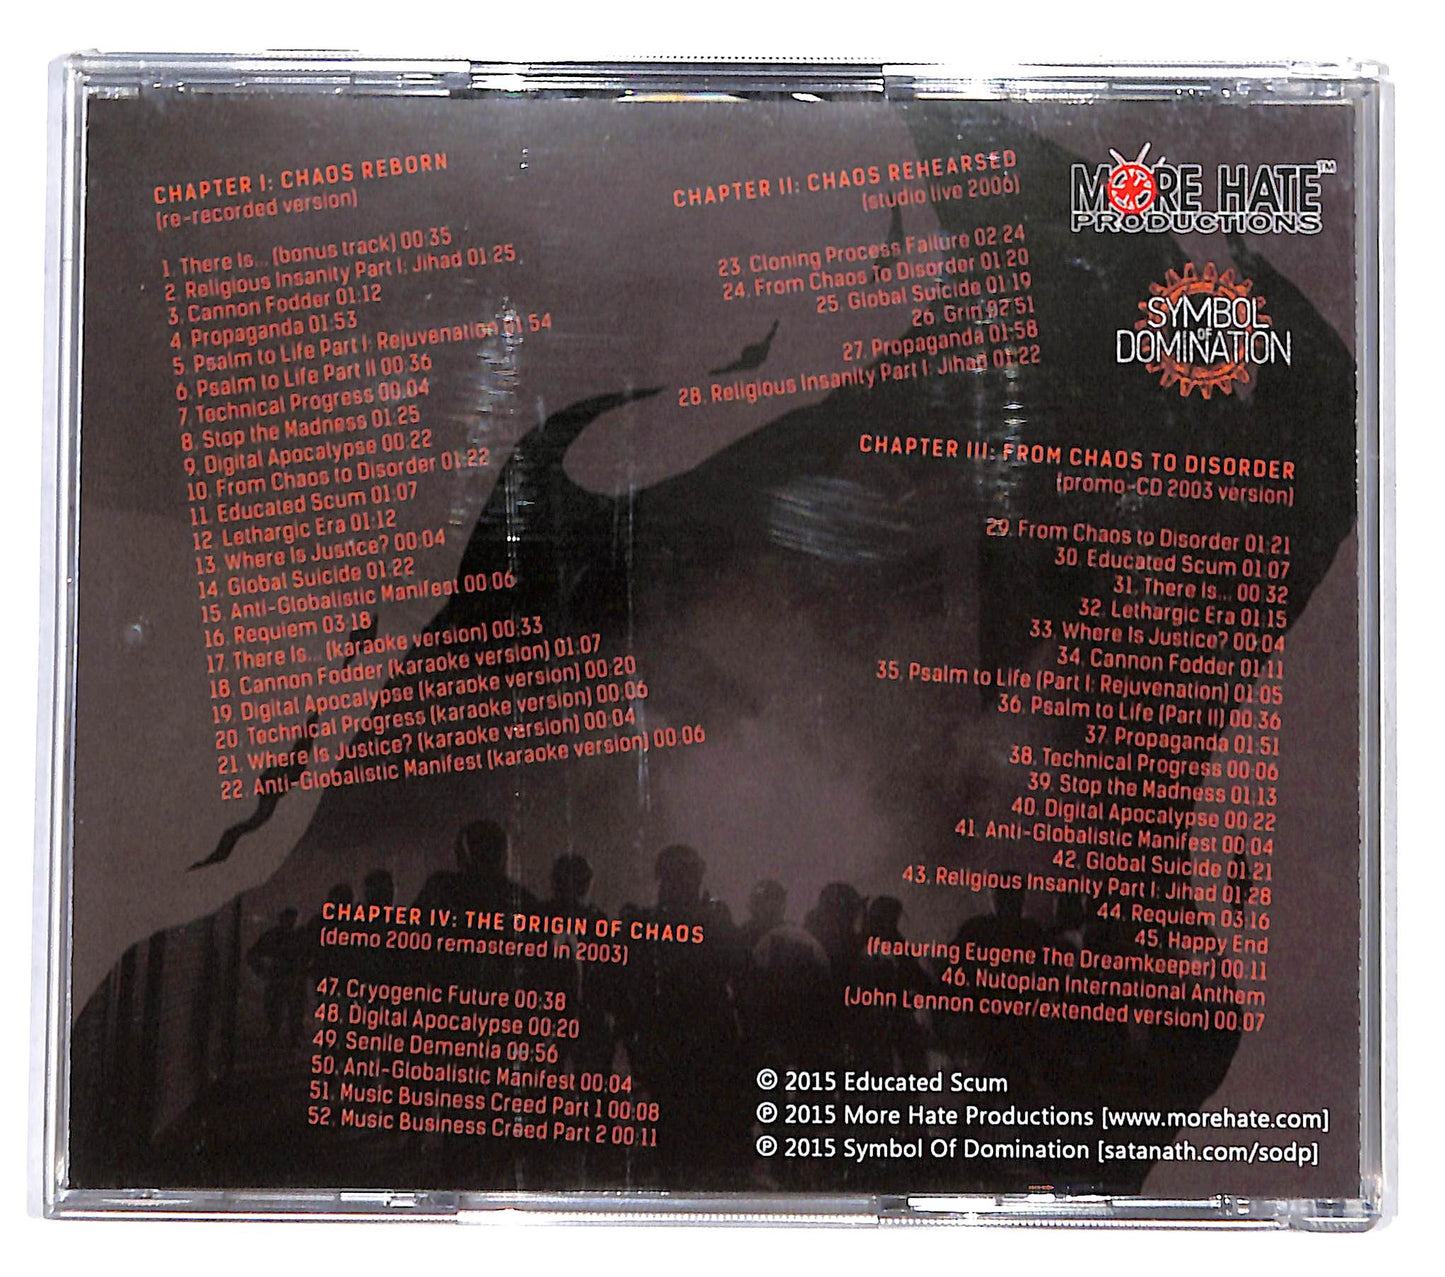 CHAPTER I: CHAOS REBORN
(re-recorded version)
1. There Is... (bonus track) 00:35
2. Religious Insanity Part I: Jihad 01:25
3. Cannon Fodder 01:12
4. Propaganda 01:53
5. Psalm to Life Part I: Rejuvenation 01:54
6. Psalm to Life Part II 00:36
7. Technical Progress 00:04
8. Stop the Madness 01:25
9. Digital Apocalypse 00:22
10. From Chaos to Disorder 01:22
11. Educated Scum 01:07
12. Lethargic Era 01:12
13. Where Is Justice? 00:04
14. Global Suicide 01:22
15. Anti-Globalistic Manifest 00:06
16. Requiem 03:18
17. There Is... (karaoke version) 00:33
18. Cannon Fodder (karaoke version) 01:07
19. Digital Apocalypse (karaoke version) 00:20
20. Technical Progress (karaoke version) 00:06
21. Where Is Justice? (karaoke version) 00:04
22. Anti-Globalistic Manifest (karaoke version) 00:06
CHAPTER II: CHAOS REHEARSED
(studio live 2006)
23. Cloning Process Failure 02:24
24. From Chaos To Disorder 01:20
25. Global Suicide 01:19
26. Grin 02:51
27. Propaganda 01:58
28. Religious Insanity Part I: Jihad 01:22
MORE HATE™
PRODUCTIONS
SYMBOL
OF
DOMINATION
CHAPTER III: FROM CHAOS TO DISORDER
(promo-CD 2003 version)
29. From Chaos to Disorder 01:21
30. Educated Scum 01:07
31. There Is... 00:32
32. Lethargic Era 01:15
33. Where Is Justice? 00:04
34. Cannon Fodder 01:11
35. Psalm to Life (Part I: Rejuvenation) 01:05
36. Psalm to Life (Part II) 00:36
37. Propaganda 01:51
38. Technical Progress 00:06
39. Stop the Madness 01:13
40. Digital Apocalypse 00:22
41. Anti-Globalistic Manifest 00:04
42. Global Suicide 01:21
43. Religious Insanity Part I: Jihad 01:28
44. Requiem 03:16
45. Happy End
(featuring Eugene The Dreamkeeper) 00:11
46. Nutopian International Anthem
(John Lennon cover/extended version) 00:07
CHAPTER IV: THE ORIGIN OF CHAOS
(demo 2000 remastered in 2003)
47. Cryogenic Future 00:38
48. Digital Apocalypse 00:20
49. Senile Dementia 00:56
50. Anti-Globalistic Manifest 00:04
51. Music Business Creed Part 1 00:08
52. Music Business Creed Part 2 00:11
© 2015 Educated Scum
℗ 2015 More Hate Productions [www.morehate.com]
℗ 2015 Symbol Of Domination [satanath.com/sodp]